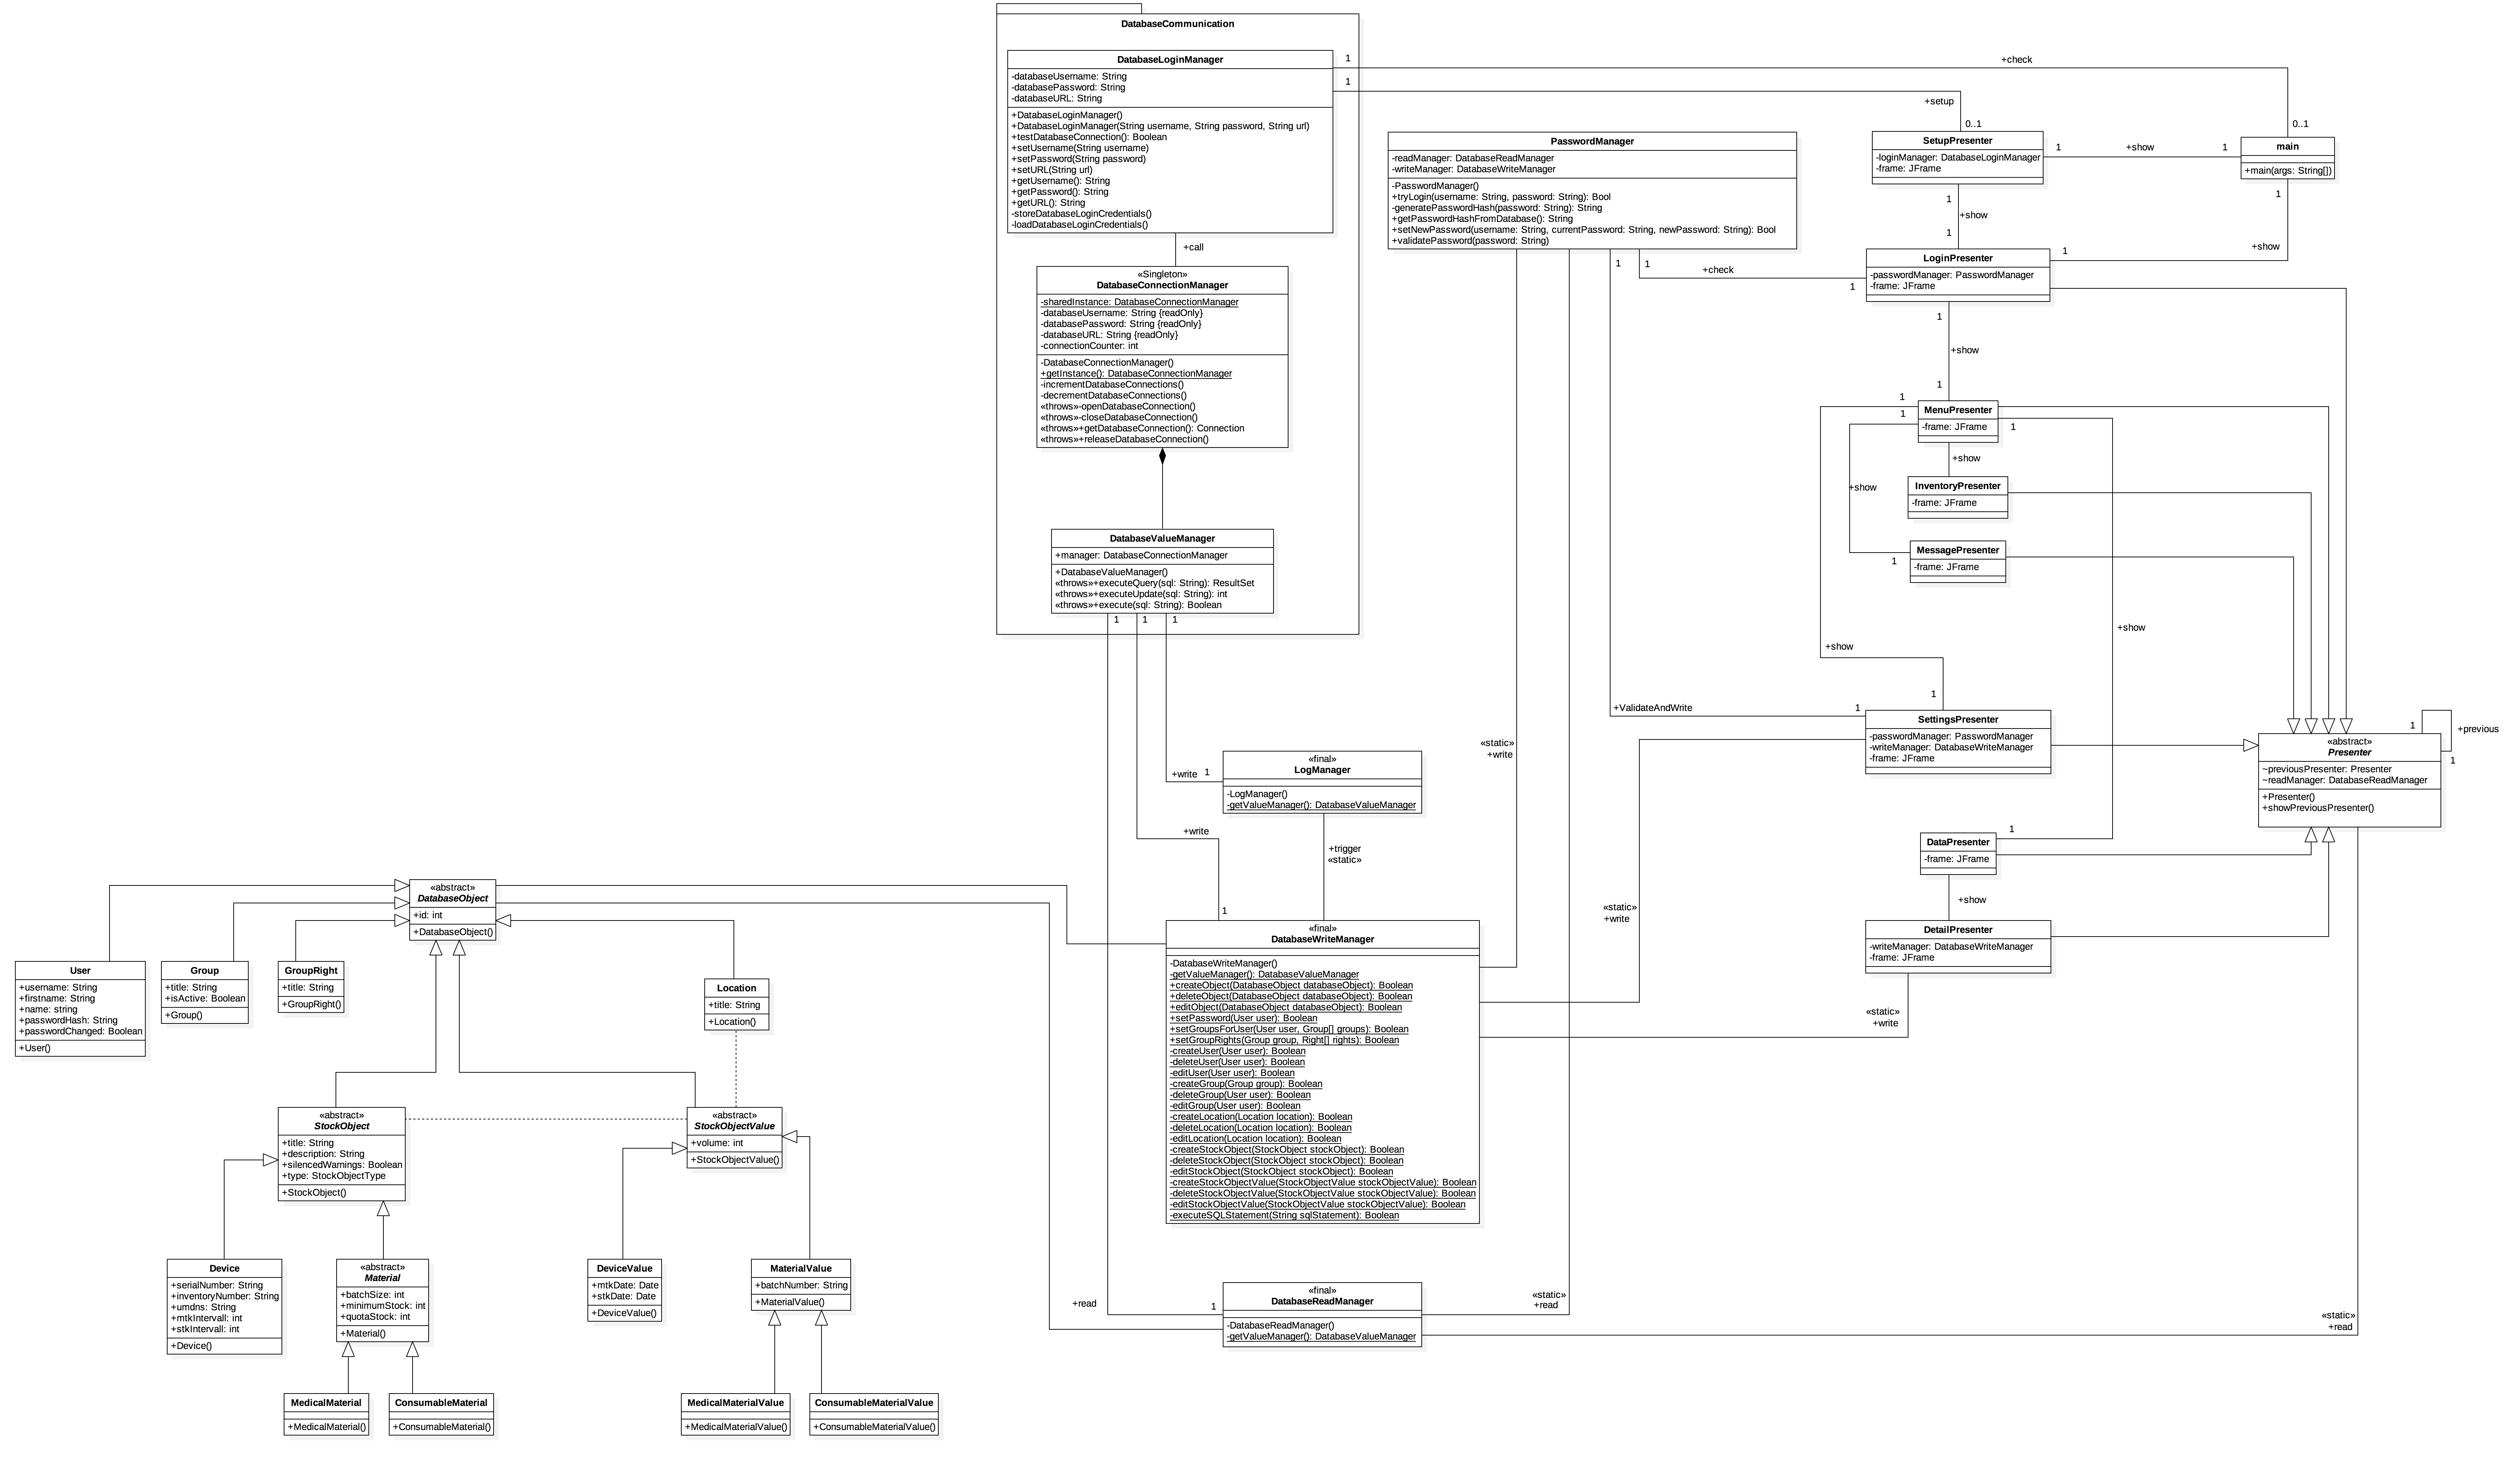 DatabaseCommunication
DatabaseLoginManager
-databaseUsername: String
-databasePassword: String
-databaseURL: String
+DatabaseLoginManager()
+DatabaseLoginManager(String username, String password, String url)
+testDatabaseConnection(): Boolean
+setUsername(String username)
+setPassword(String password)
+setURL(String url)
+getUsername(): String
+getPassword(): String
+getURL(): String
-storeDatabaseLoginCredentials()
-loadDatabaseLoginCredentials()
1
1
+check
+setup
0..1
0..1
+call
«Singleton»
DatabaseConnectionManager
-sharedInstance: DatabaseConnectionManager
-databaseUsername: String {readOnly}
-databasePassword: String {readOnly}
-databaseURL: String {readOnly}
-connectionCounter: int
-DatabaseConnectionManager()
+getInstance(): DatabaseConnectionManager
-incrementDatabaseConnections()
-decrementDatabaseConnections()
«throws»-openDatabaseConnection()
«throws»-closeDatabaseConnection()
«throws»+getDatabaseConnection(): Connection
«throws»+releaseDatabaseConnection()
DatabaseValueManager
+manager: DatabaseConnectionManager
+DatabaseValueManager()
«throws»+executeQuery(sql: String): ResultSet
«throws»+executeUpdate(sql: String): int
«throws»+execute(sql: String): Boolean
1
1
1
PasswordManager
-readManager: DatabaseReadManager
-writeManager: DatabaseWriteManager
-PasswordManager()
+tryLogin(username: String, password: String): Bool
-generatePasswordHash(password: String): String
+getPasswordHashFromDatabase(): String
+setNewPassword(username: String, currentPassword: String, newPassword: String): Bool
+validatePassword(password: String)
1
1
+check
1
SetupPresenter
-loginManager: DatabaseLoginManager
-frame: JFrame
1
+show
1
main
+main(args: String[])
1
+show
1
1
+show
1
LoginPresenter
-passwordManager: PasswordManager
-frame: JFrame
1
+show
1
1
1
MenuPresenter
-frame: JFrame
1
+show
InventoryPresenter
-frame: JFrame
+show
MessagePresenter
-frame: JFrame
1
+show
+show
1
+ValidateAndWrite
1
SettingsPresenter
-passwordManager: PasswordManager
-writeManager: DatabaseWriteManager
-frame: JFrame
1
+previous
1
«abstract»
Presenter
~previousPresenter: Presenter
~readManager: DatabaseReadManager
+Presenter()
+showPreviousPresenter()
«static»
+write
+write
1
«final»
LogManager
-LogManager()
-getValueManager(): DatabaseValueManager
+write
+trigger
«static»
1
DataPresenter
-frame: JFrame
1
+show
DetailPresenter
-writeManager: DatabaseWriteManager
-frame: JFrame
«static»
+write
«static»
+write
«final»
DatabaseWriteManager
-DatabaseWriteManager()
-getValueManager(): DatabaseValueManager
+createObject(DatabaseObject databaseObject): Boolean
+deleteObject(DatabaseObject databaseObject): Boolean
+editObject(DatabaseObject databaseObject): Boolean
+setPassword(User user): Boolean
+setGroupsForUser(User user, Group[] groups): Boolean
+setGroupRights(Group group, Right[] rights): Boolean
-createUser(User user): Boolean
-deleteUser(User user): Boolean
-editUser(User user): Boolean
-createGroup(Group group): Boolean
-deleteGroup(User user): Boolean
-editGroup(User user): Boolean
-createLocation(Location location): Boolean
-deleteLocation(Location location): Boolean
-editLocation(Location location): Boolean
-createStockObject(StockObject stockObject): Boolean
-deleteStockObject(StockObject stockObject): Boolean
-editStockObject(StockObject stockObject): Boolean
-createStockObjectValue(StockObjectValue stockObjectValue): Boolean
-deleteStockObjectValue(StockObjectValue stockObjectValue): Boolean
-editStockObjectValue(StockObjectValue stockObjectValue): Boolean
-executeSQLStatement(String sqlStatement): Boolean
+read
1
«final»
DatabaseReadManager
-DatabaseReadManager()
-getValueManager(): DatabaseValueManager
«static»
+read
«static»
+read
«abstract»
DatabaseObject
+id: int
+DatabaseObject()
User
+username: String
+firstname: String
+name: string
+passwordHash: String
+passwordChanged: Boolean
+User()
Group
+title: String
+isActive: Boolean
+Group()
GroupRight
+title: String
+GroupRight()
Location
+title: String
+Location()
«abstract»
StockObject
+title: String
+description: String
+silencedWarnings: Boolean
+type: StockObjectType
+StockObject()
«abstract»
StockObjectValue
+volume: int
+StockObjectValue()
Device
+serialNumber: String
+inventoryNumber: String
+umdns: String
+mtkIntervall: int
+stkIntervall: int
+Device()
«abstract»
Material
+batchSize: int
+minimumStock: int
+quotaStock: int
+Material()
DeviceValue
+mtkDate: Date
+stkDate: Date
+DeviceValue()
MaterialValue
+batchNumber: String
+MaterialValue()
MedicalMaterial
+MedicalMaterial()
ConsumableMaterial
+ConsumableMaterial()
MedicalMaterialValue
+MedicalMaterialValue()
ConsumableMaterialValue
+ConsumableMaterialValue()